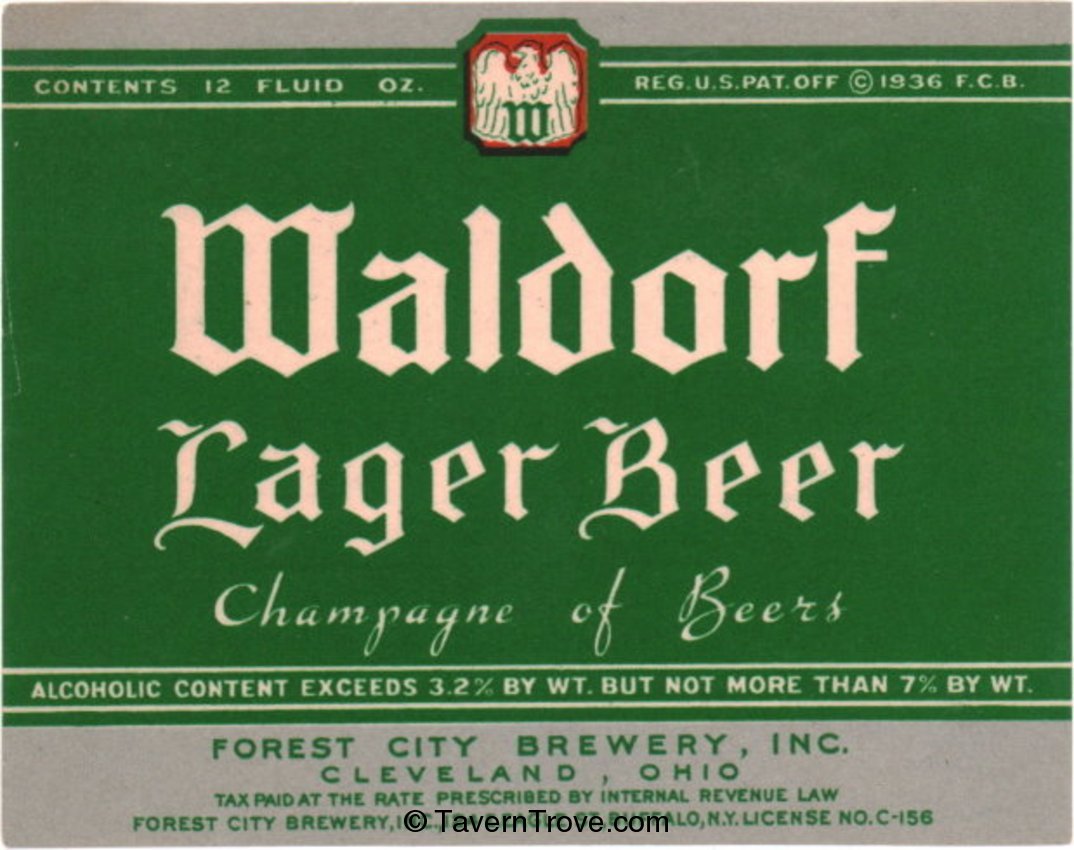 CONTENTS 12 FLUID OZ.
REG.U.S.PAT.OFF © 1936 F.C.B.
W
Waldorf
Lager Beer
Champagne of Beers
ALCOHOLIC CONTENT EXCEEDS 3.2% BY WT. BUT NOT MORE THAN 7% BY WT.
FOREST CITY BREWERY, INC.
CLEVELAND, OHIO
TAX PAID AT THE RATE PRESCRIBED BY INTERNAL REVENUE LAW
FOREST CITY BREWERY, BUFFALO, N.Y. LICENSE NO. C-156
© TavernTrove.com